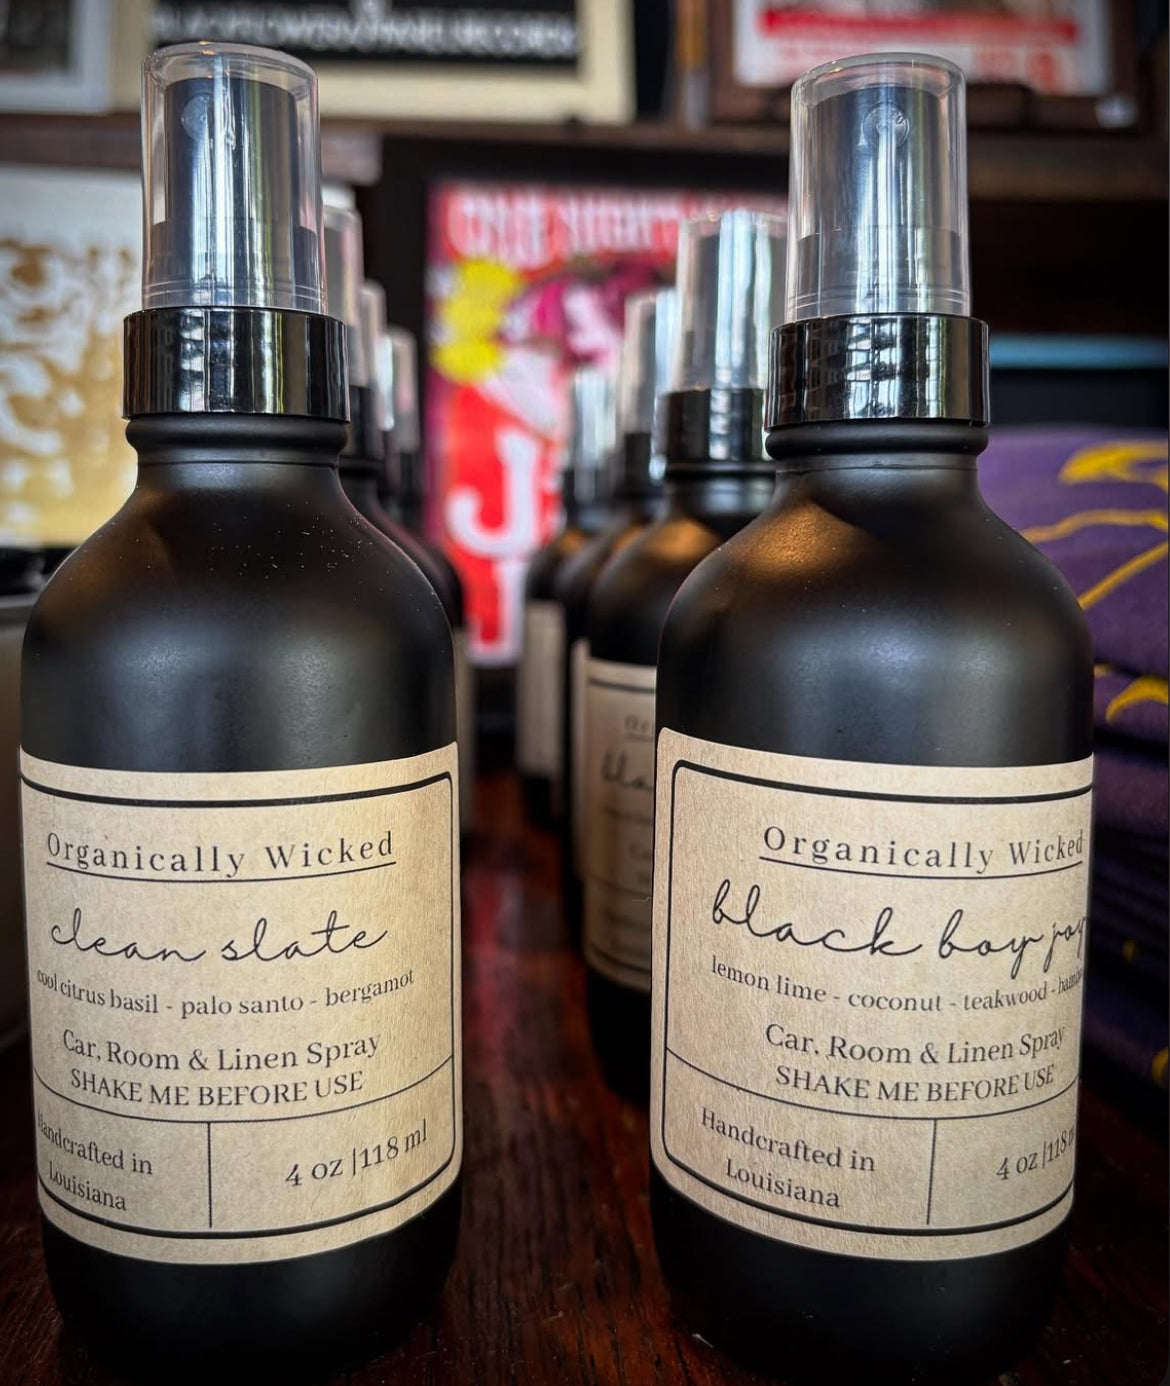 Organically Wicked
clean slate
cool citrus basil - palo santo - bergamot
Car, Room & Linen Spray
SHAKE ME BEFORE USE
Handcrafted in
Louisiana
4 oz |118 ml
Organically Wicked
black boy joy
lemon lime - coconut - teakwood -
Car, Room & Linen Spray
SHAKE ME BEFORE USE
Handcrafted in
Louisiana
4 oz |118